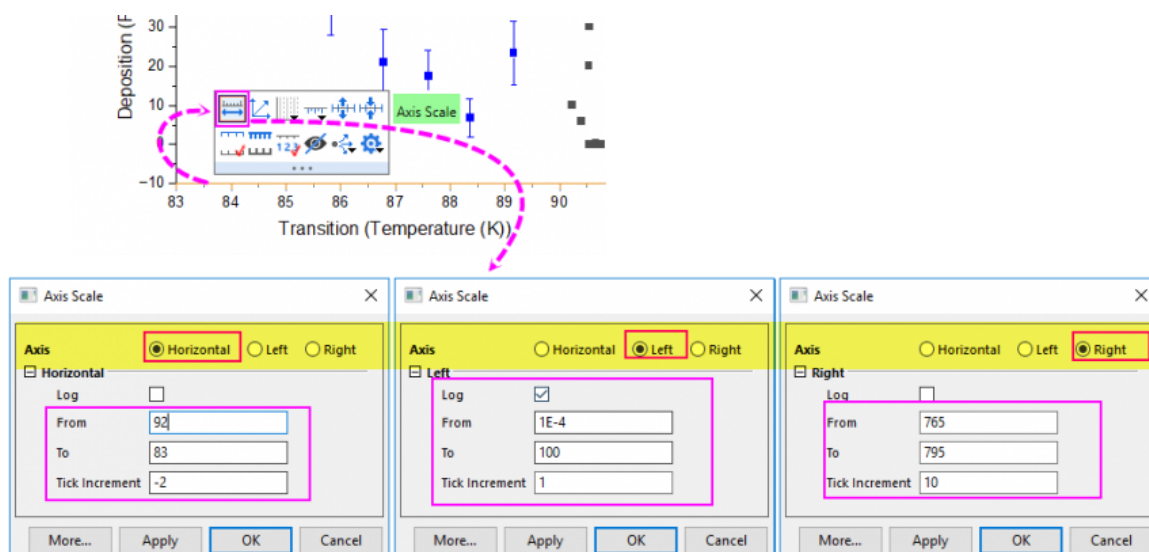 30
20
10
0
−10
Deposition (F
Axis Scale
1 2 3
83 84 85 86 87 88 89 90
Transition (Temperature (K))
Axis Scale
Axis Horizontal Left Right
Horizontal
Log
From 92
To 83
Tick Increment -2
More... Apply OK Cancel
Axis Scale
Axis Horizontal Left Right
Left
Log
From 1E-4
To 100
Tick Increment 1
More... Apply OK Cancel
Axis Scale
Axis Horizontal Left Right
Right
Log
From 765
To 795
Tick Increment 10
More... Apply OK Cancel